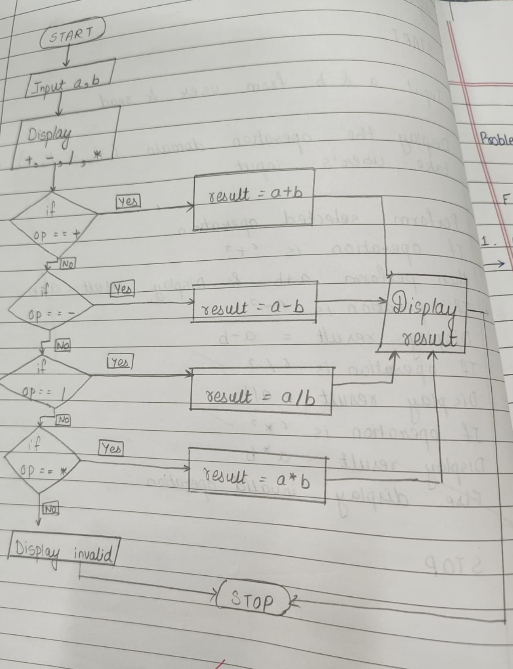 START
Input a, b
Display
+, -, /, *
if
op == +
Yes
result = a+b
No
if
op == -
Yes
result = a-b
Display
result
No
if
op == /
Yes
result = a/b
No
if
op == *
Yes
result = a*b
No
Display invalid
STOP
Proble
1.